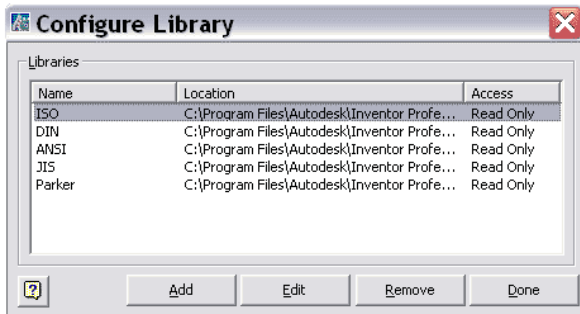 Configure Library
Libraries
Name Location Access
ISO C:\Program Files\Autodesk\Inventor Profe... Read Only
DIN C:\Program Files\Autodesk\Inventor Profe... Read Only
ANSI C:\Program Files\Autodesk\Inventor Profe... Read Only
JIS C:\Program Files\Autodesk\Inventor Profe... Read Only
Parker C:\Program Files\Autodesk\Inventor Profe... Read Only
? Add Edit Remove Done